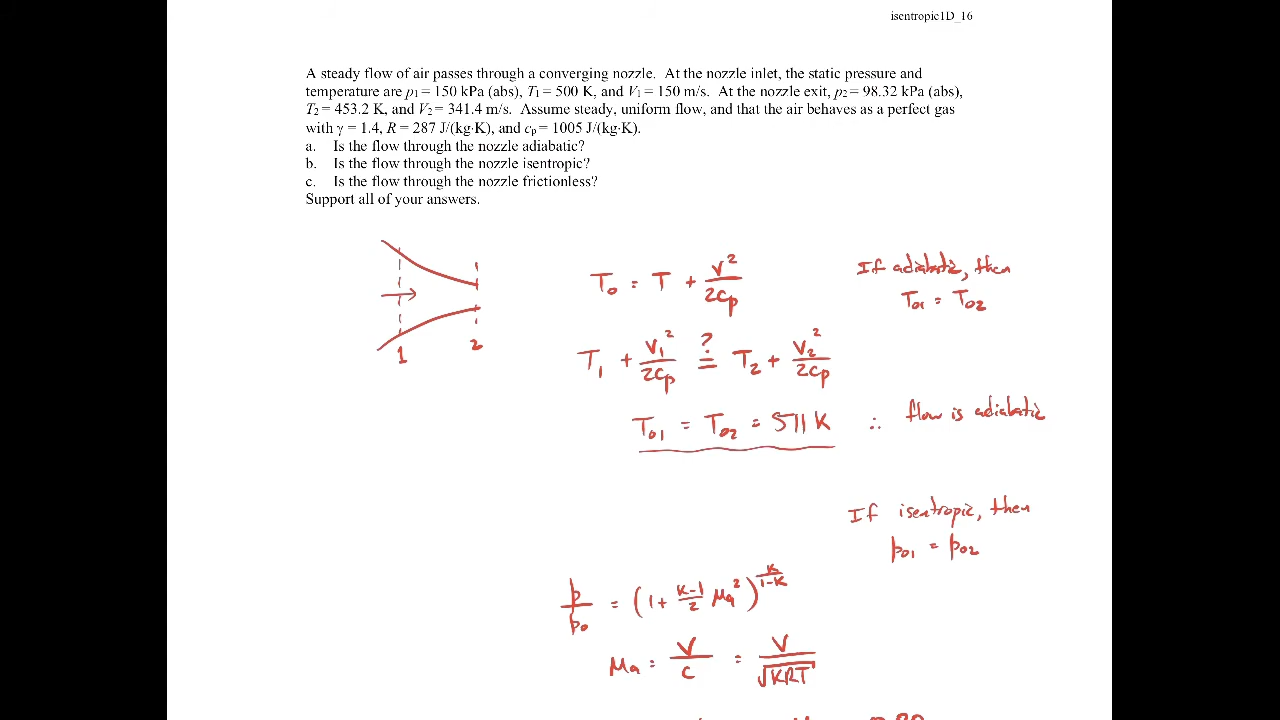 isentropic1D_16
A steady flow of air passes through a converging nozzle. At the nozzle inlet, the static pressure and
temperature are p1 = 150 kPa (abs), T1 = 500 K, and V1 = 150 m/s. At the nozzle exit, p2 = 98.32 kPa (abs),
T2 = 453.2 K, and V2 = 341.4 m/s. Assume steady, uniform flow, and that the air behaves as a perfect gas
with γ = 1.4, R = 287 J/(kg·K), and cp = 1005 J/(kg·K).
a. Is the flow through the nozzle adiabatic?
b. Is the flow through the nozzle isentropic?
c. Is the flow through the nozzle frictionless?
Support all of your answers.
1 2
T0 = T + V²/2cp
If adiabatic, then
T01 = T02
T1 + V1²/2cp ?= T2 + V2²/2cp
T01 = T02 = 511 K ∴ flow is adiabatic
If isentropic, then
p01 = p02
p/p0 = (1 + K-1/2 Ma²)^K/1-K
Ma = V/c = V/√KRT